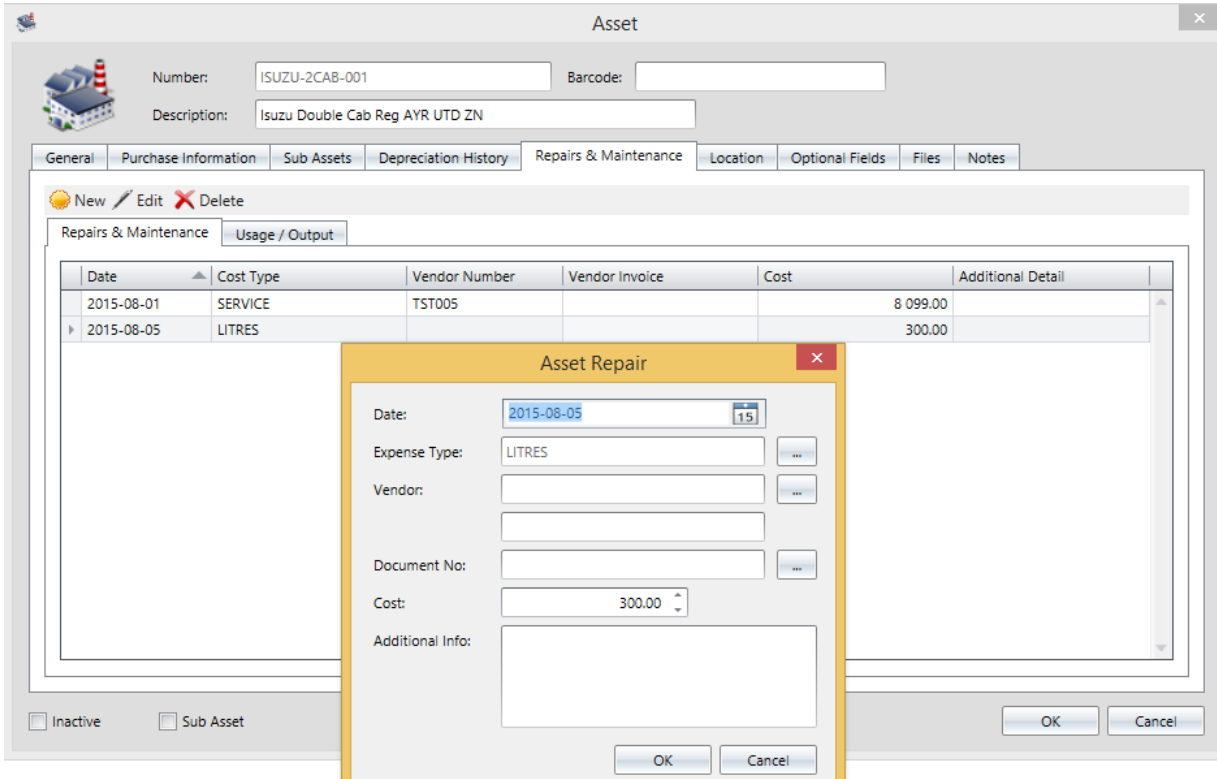 Asset
Number: ISUZU-2CAB-001 Barcode:
Description: Isuzu Double Cab Reg AYR UTD ZN
General Purchase Information Sub Assets Depreciation History Repairs & Maintenance Location Optional Fields Files Notes
New Edit Delete
Repairs & Maintenance Usage / Output
Date Cost Type Vendor Number Vendor Invoice Cost Additional Detail
2015-08-01 SERVICE TST005 8 099.00
2015-08-05 LITRES 300.00
Asset Repair
Date: 2015-08-05 15
Expense Type: LITRES ...
Vendor: ...
Document No: ...
Cost: 300.00
Additional Info:
Inactive Sub Asset OK Cancel
OK Cancel